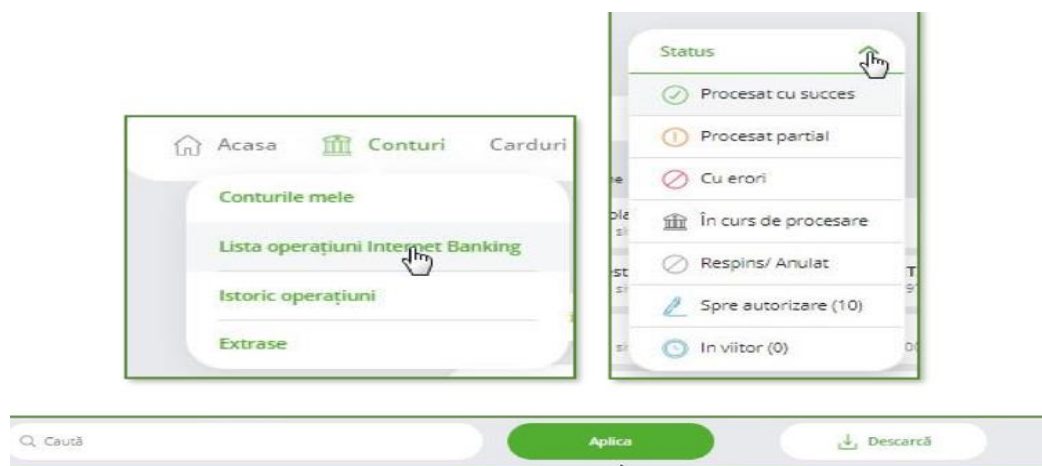 Acasa Conturi Carduri
Conturile mele
Lista operațiuni Internet Banking
Istoric operațiuni
Extrase
Status
Procesat cu succes
Procesat partial
Cu erori
În curs de procesare
Respins/ Anulat
Spre autorizare (10)
In viitor (0)
Caută
Aplica
Descarcă